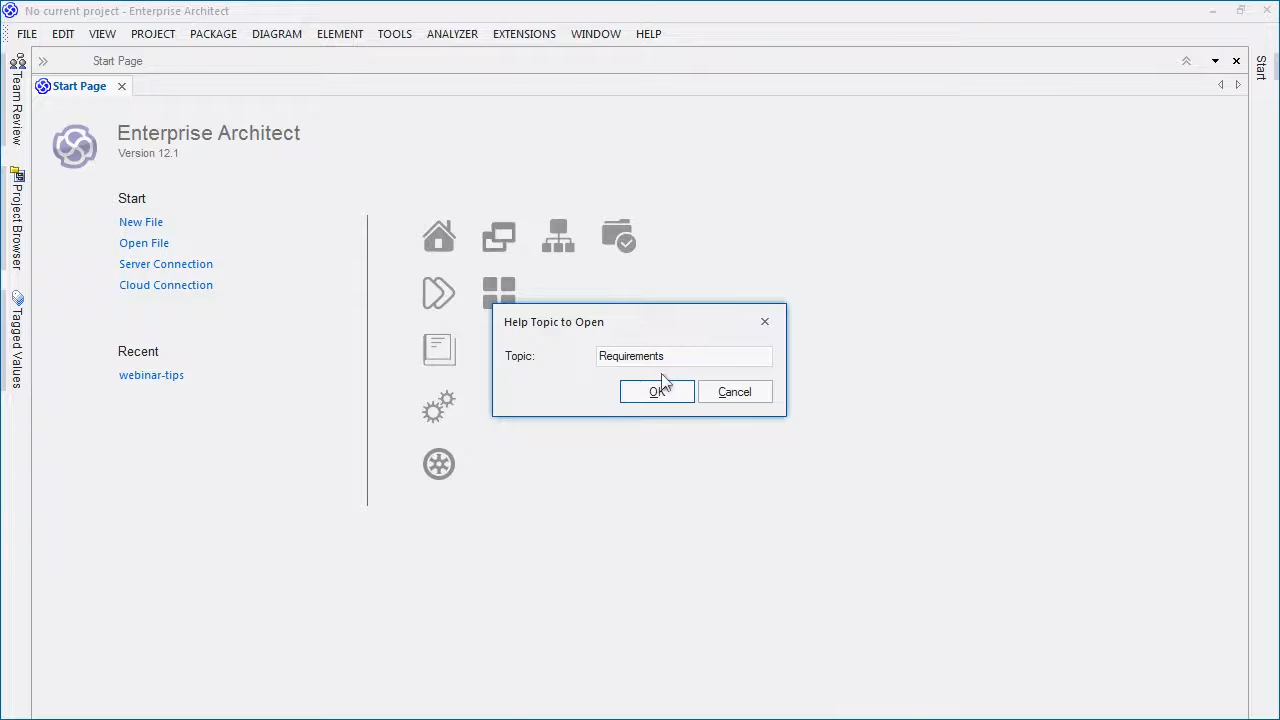 No current project - Enterprise Architect
FILE EDIT VIEW PROJECT PACKAGE DIAGRAM ELEMENT TOOLS ANALYZER EXTENSIONS WINDOW HELP
Start Page
Start Page
Team Review
Project Browser
Tagged Values
Start
Enterprise Architect
Version 12.1
Start
New File
Open File
Server Connection
Cloud Connection
Recent
webinar-tips
Help Topic to Open
Topic: Requirements
OK Cancel